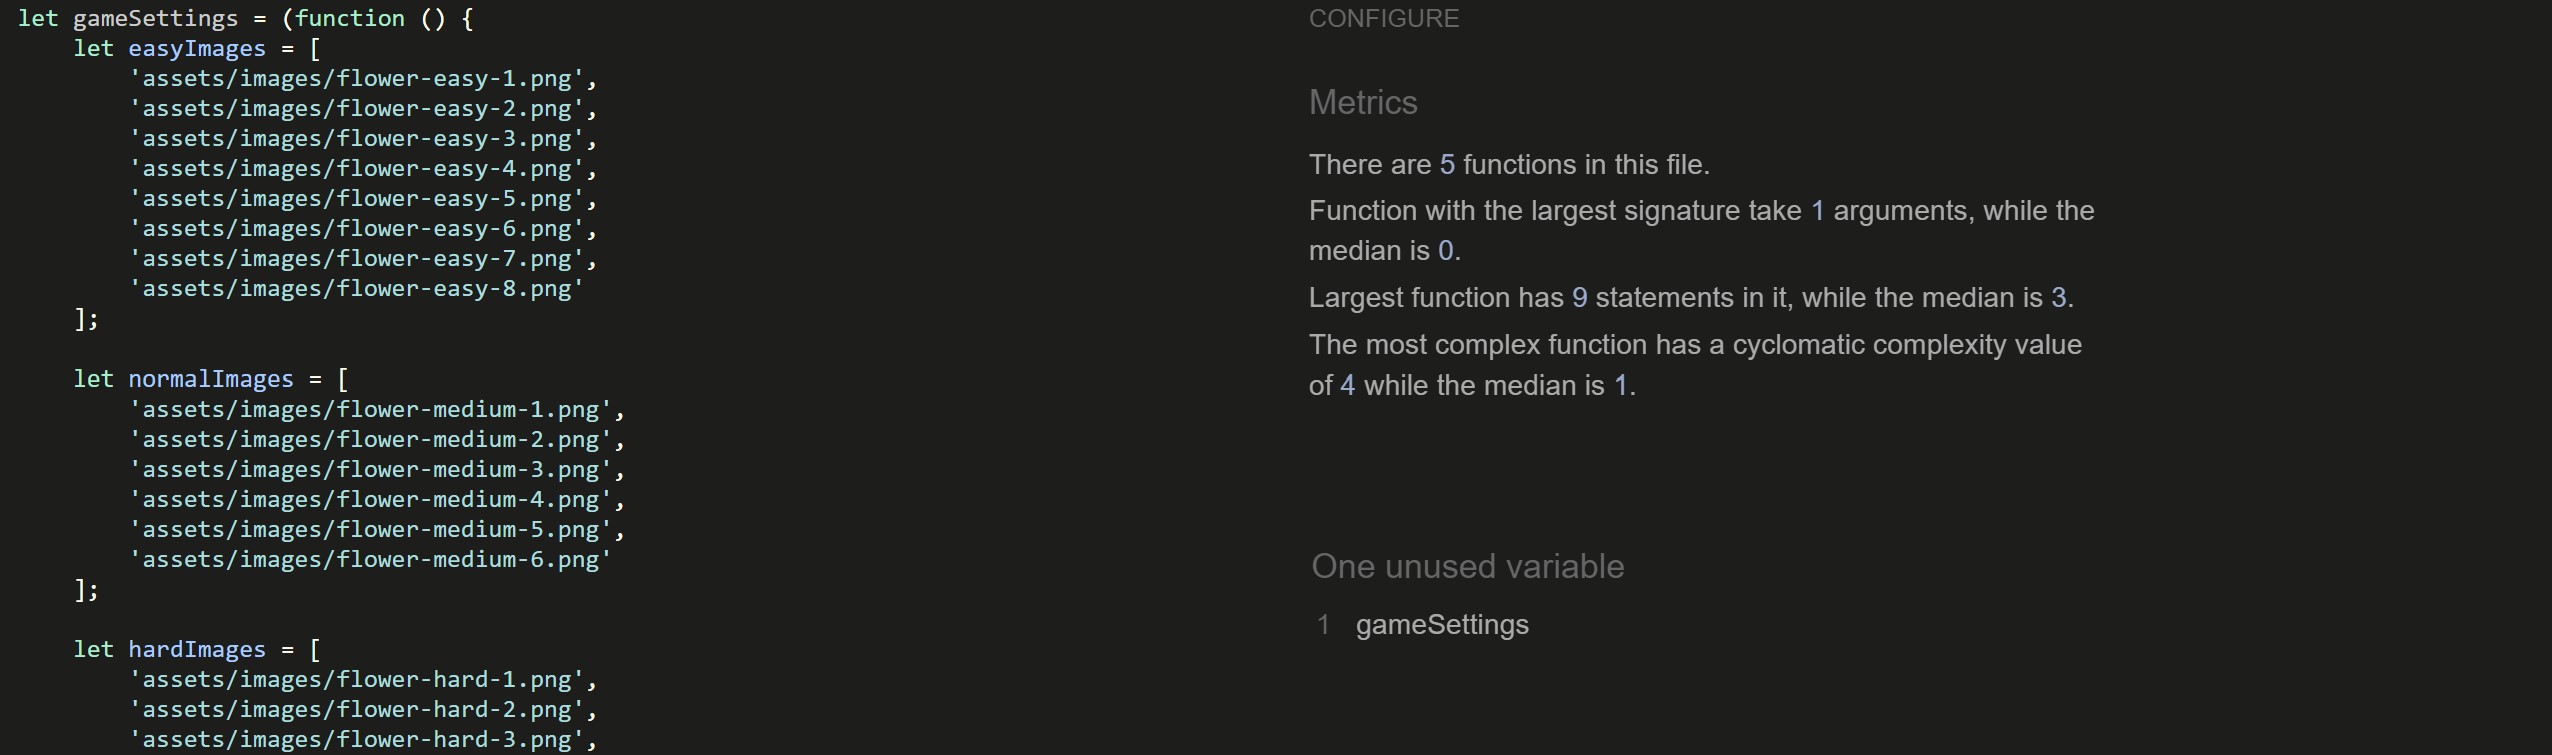 let gameSettings = (function () {
    let easyImages = [
        'assets/images/flower-easy-1.png',
        'assets/images/flower-easy-2.png',
        'assets/images/flower-easy-3.png',
        'assets/images/flower-easy-4.png',
        'assets/images/flower-easy-5.png',
        'assets/images/flower-easy-6.png',
        'assets/images/flower-easy-7.png',
        'assets/images/flower-easy-8.png'
    ];
    let normalImages = [
        'assets/images/flower-medium-1.png',
        'assets/images/flower-medium-2.png',
        'assets/images/flower-medium-3.png',
        'assets/images/flower-medium-4.png',
        'assets/images/flower-medium-5.png',
        'assets/images/flower-medium-6.png'
    ];
    let hardImages = [
        'assets/images/flower-hard-1.png',
        'assets/images/flower-hard-2.png',
        'assets/images/flower-hard-3.png',
CONFIGURE
Metrics
There are 5 functions in this file.
Function with the largest signature take 1 arguments, while the
median is 0.
Largest function has 9 statements in it, while the median is 3.
The most complex function has a cyclomatic complexity value
of 4 while the median is 1.
One unused variable
1 gameSettings